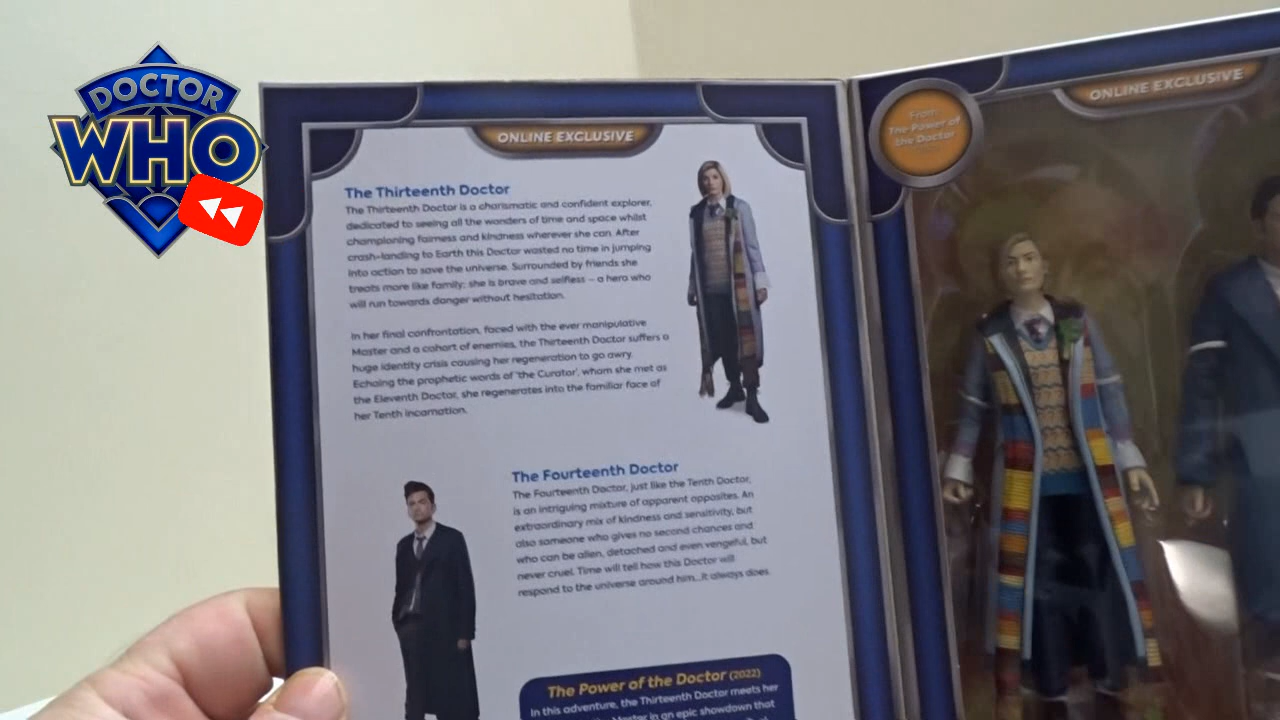 DOCTOR
WHO
ONLINE EXCLUSIVE
The Thirteenth Doctor
The Thirteenth Doctor is a charismatic and confident explorer,
dedicated to seeing all the wonders of time and space whilst
championing fairness and kindness wherever she can. After
crash-landing to Earth this Doctor wasted no time in jumping
into action to save the universe. Surrounded by friends she
treats more like family; she is brave and selfless – a hero who
will run towards danger without hesitation.
In her final confrontation, faced with the ever manipulative
Master and a cohort of enemies, the Thirteenth Doctor suffers a
huge identity crisis causing her regeneration to go awry.
Echoing the prophetic words of 'the Curator', whom she met as
the Eleventh Doctor, she regenerates into the familiar face of
her Tenth incarnation.
The Fourteenth Doctor
The Fourteenth Doctor, just like the Tenth Doctor,
is an intriguing mixture of apparent opposites. An
extraordinary mix of kindness and sensitivity, but
also someone who gives no second chances and
who can be alien, detached and even vengeful, but
never cruel. Time will tell how this Doctor will
respond to the universe around him...it always does.
The Power of the Doctor (2022)
In this adventure, the Thirteenth Doctor meets her
Master in an epic showdown that
From
The Power of
the Doctor
ONLINE EXCLUSIVE